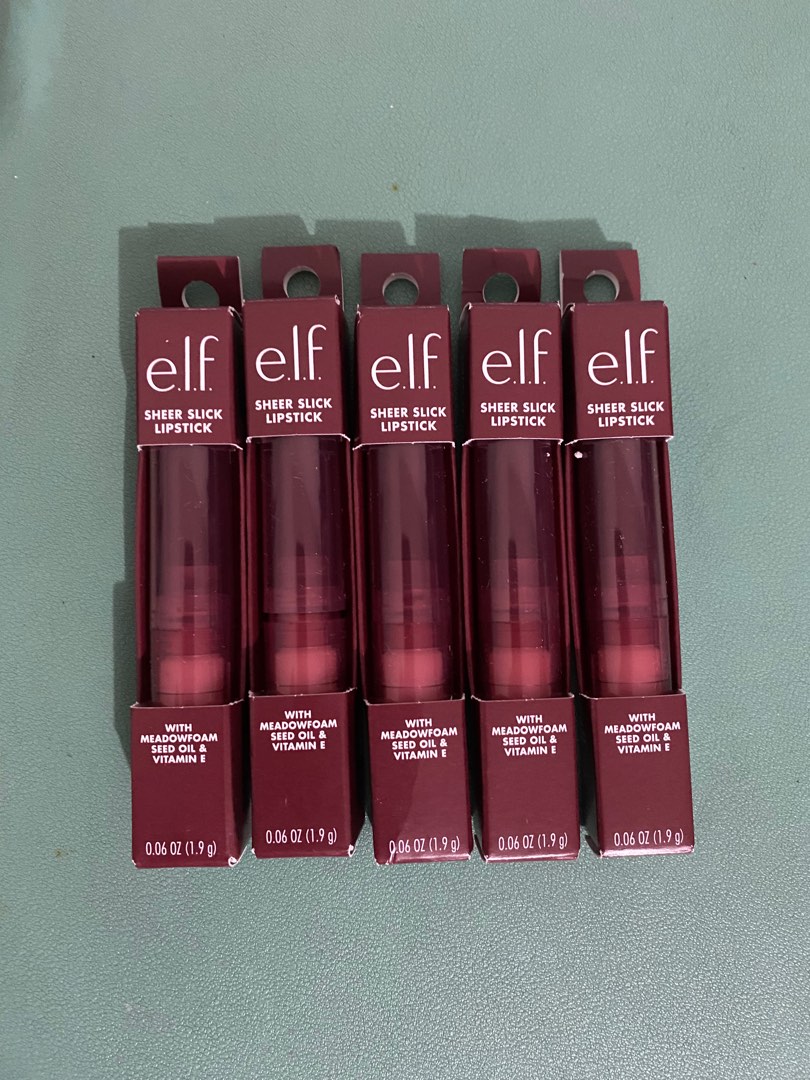 e.l.f.
SHEER SLICK
LIPSTICK
WITH
MEADOWFOAM
SEED OIL &
VITAMIN E
0.06 OZ (1.9 g)
e.l.f.
SHEER SLICK
LIPSTICK
WITH
MEADOWFOAM
SEED OIL &
VITAMIN E
0.06 OZ (1.9 g)
e.l.f.
SHEER SLICK
LIPSTICK
WITH
MEADOWFOAM
SEED OIL &
VITAMIN E
0.06 OZ (1.9 g)
e.l.f.
SHEER SLICK
LIPSTICK
WITH
MEADOWFOAM
SEED OIL &
VITAMIN E
0.06 OZ (1.9 g)
e.l.f.
SHEER SLICK
LIPSTICK
WITH
MEADOWFOAM
SEED OIL &
VITAMIN E
0.06 OZ (1.9 g)